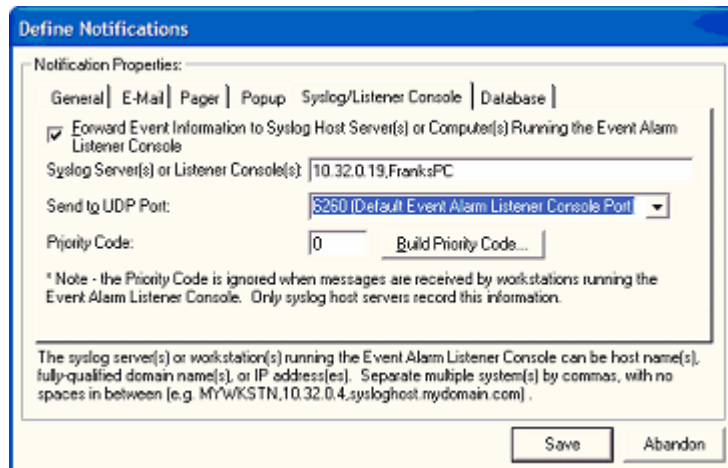 Define Notifications
Notification Properties:
General E-Mail Pager Popup Syslog/Listener Console Database
Forward Event Information to Syslog Host Server(s) or Computer(s) Running the Event Alarm
Listener Console
Syslog Server(s) or Listener Console(s): 10.32.0.19,FranksPC
Send to UDP Port: 6260 (Default Event Alarm Listener Console Port
Priority Code: 0 Build Priority Code...
* Note - the Priority Code is ignored when messages are received by workstations running the
Event Alarm Listener Console. Only syslog host servers record this information.
The syslog server(s) or workstation(s) running the Event Alarm Listener Console can be host name(s),
fully-qualified domain name(s), or IP address(es). Separate multiple system(s) by commas, with no
spaces in between (e.g. MYWKSTN,10.32.0.4,sysloghost.mydomain.com) .
Save Abandon